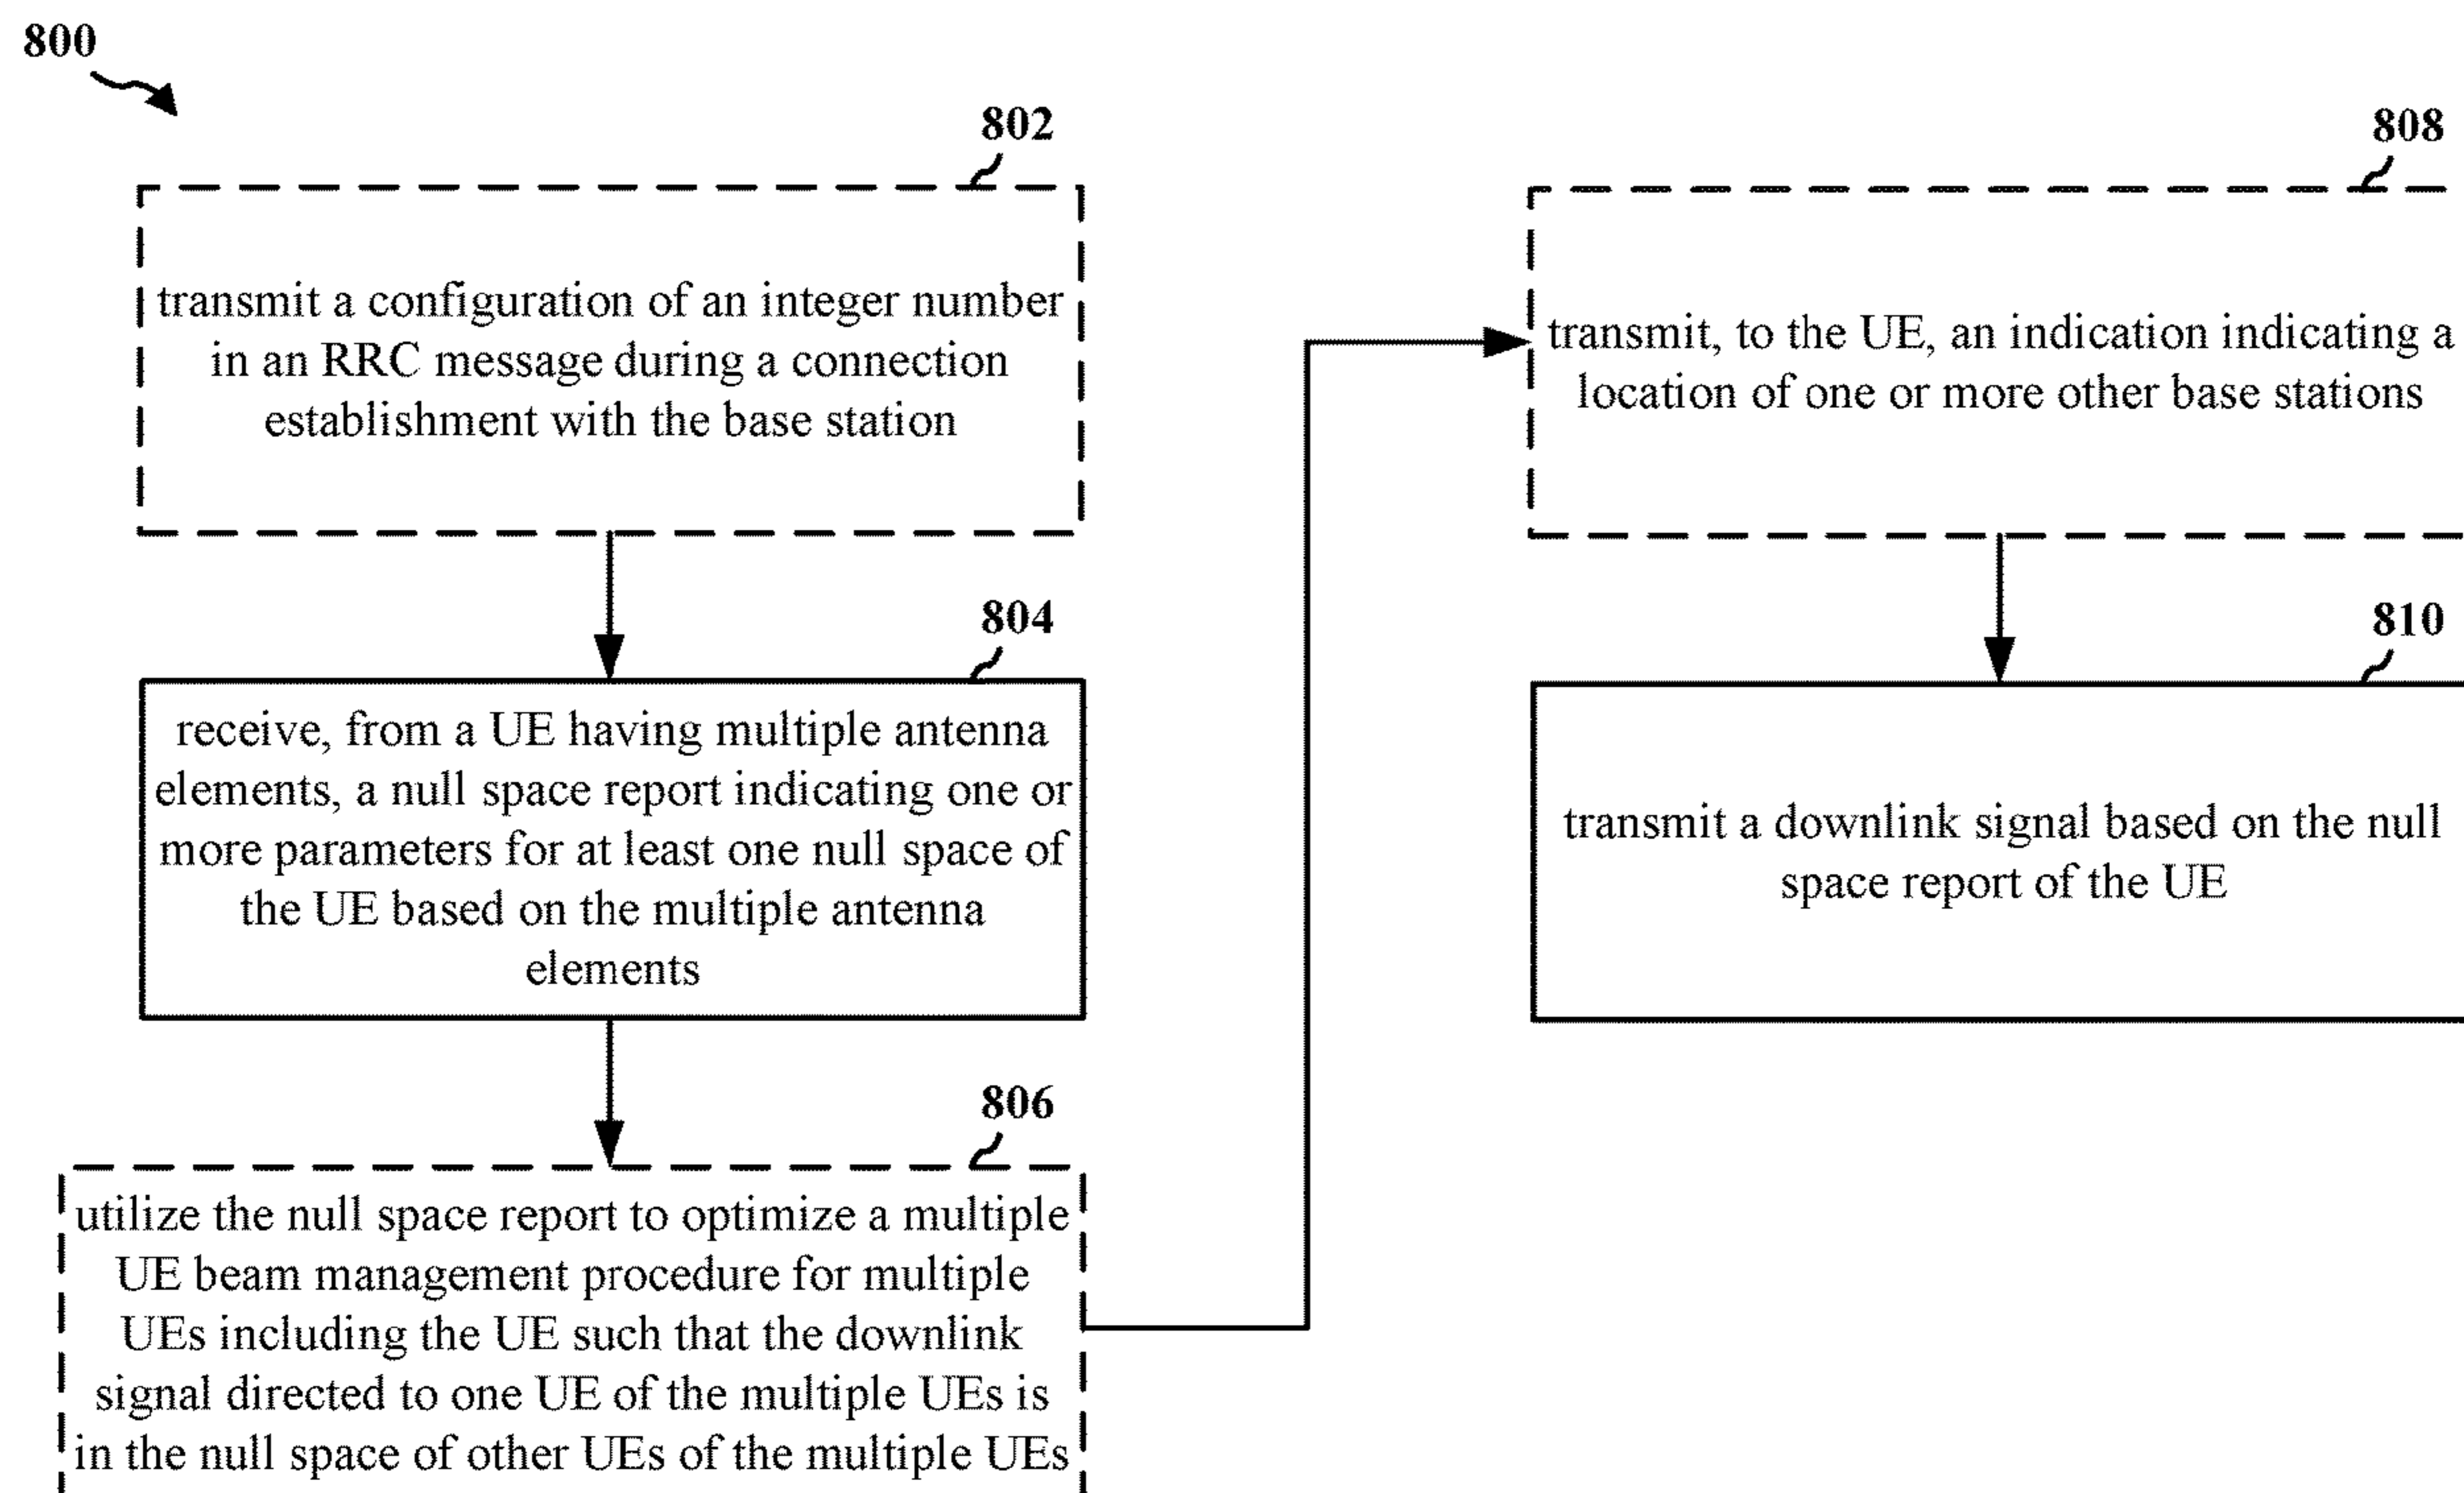 800
802
transmit a configuration of an integer number
in an RRC message during a connection
establishment with the base station
804
receive, from a UE having multiple antenna
elements, a null space report indicating one or
more parameters for at least one null space of
the UE based on the multiple antenna
elements
806
utilize the null space report to optimize a multiple
UE beam management procedure for multiple
UEs including the UE such that the downlink
signal directed to one UE of the multiple UEs is
in the null space of other UEs of the multiple UEs
808
transmit, to the UE, an indication indicating a
location of one or more other base stations
810
transmit a downlink signal based on the null
space report of the UE